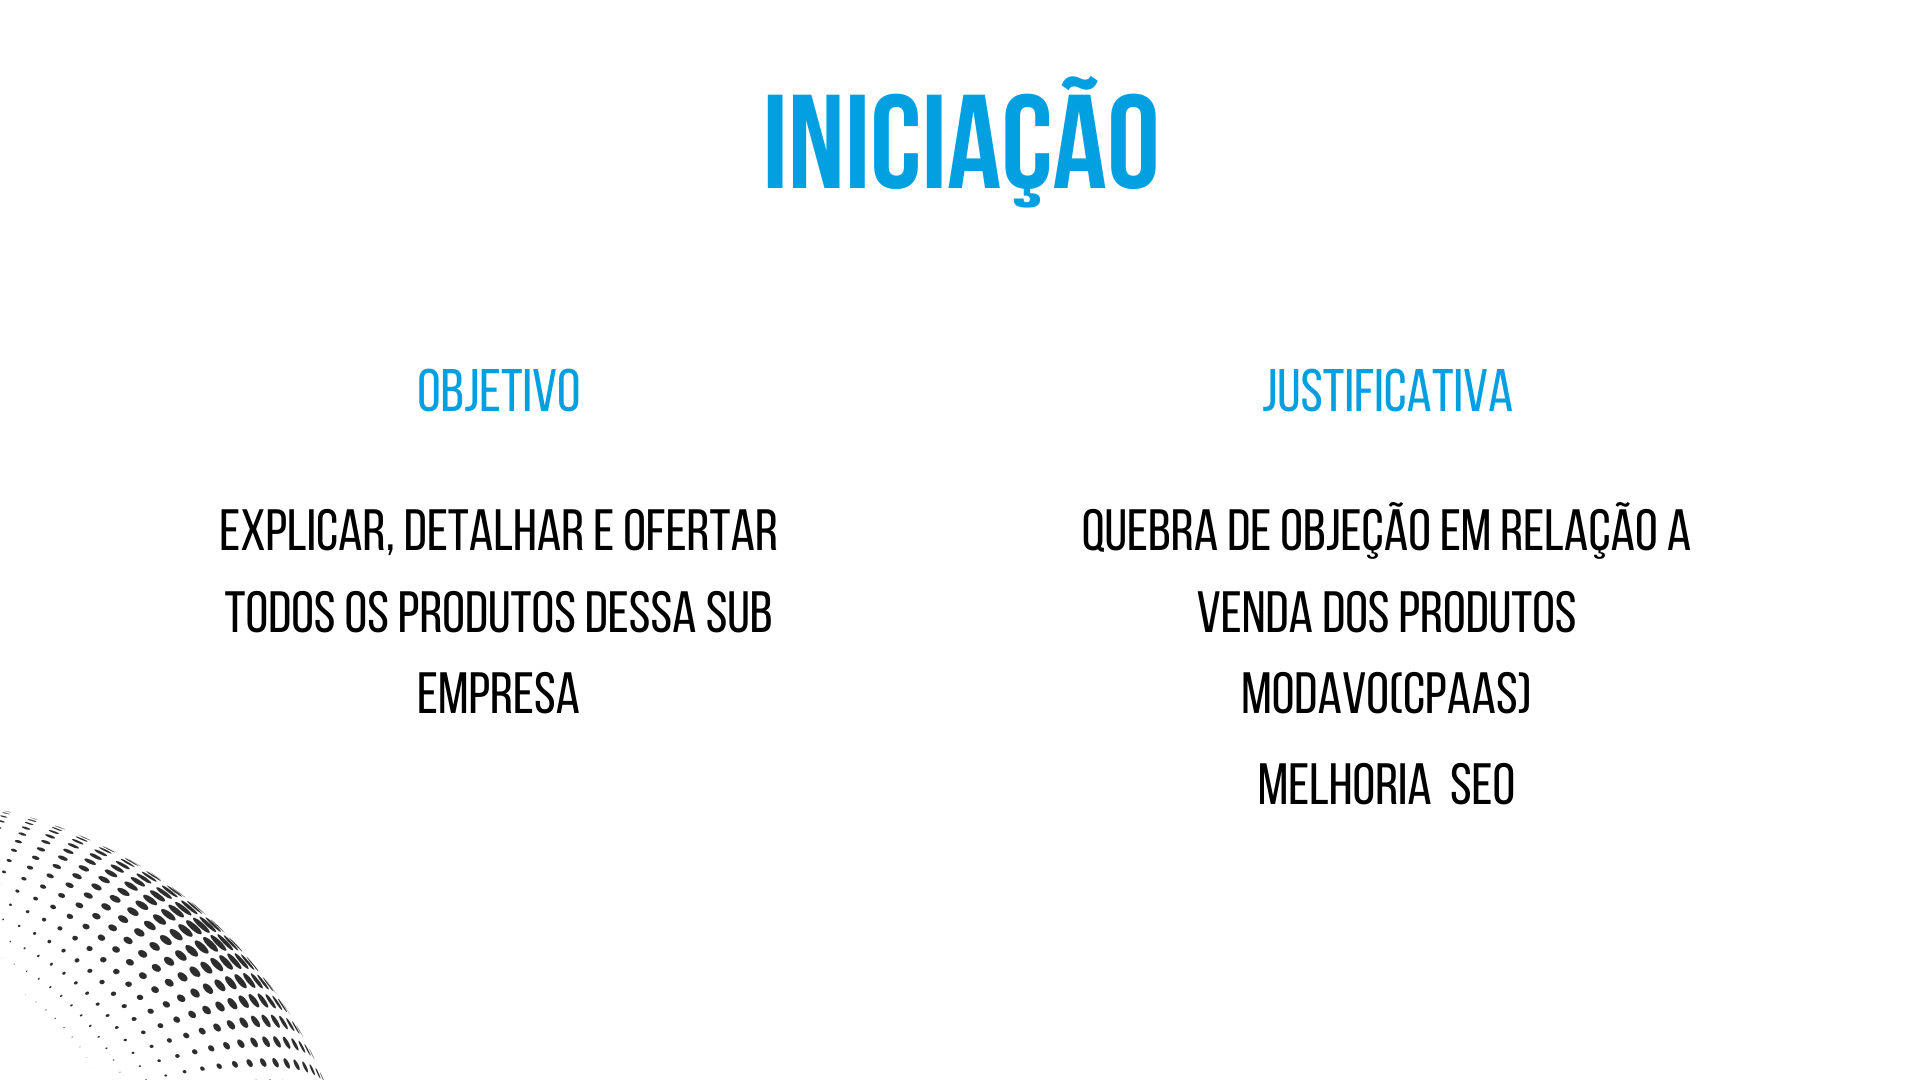 INICIAÇÃO
OBJETIVO
EXPLICAR, DETALHAR E OFERTAR
TODOS OS PRODUTOS DESSA SUB
EMPRESA
JUSTIFICATIVA
QUEBRA DE OBJEÇÃO EM RELAÇÃO A
VENDA DOS PRODUTOS
MODAVO(CPAAS)
MELHORIA  SEO